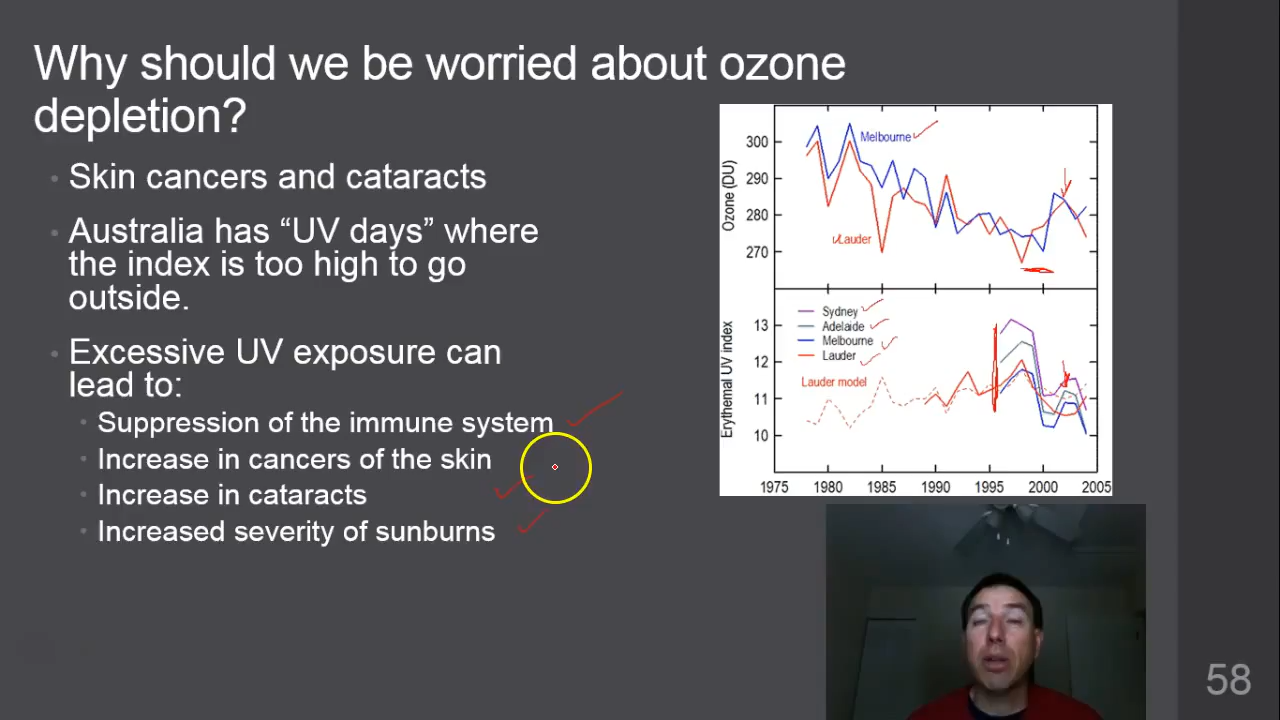 Why should we be worried about ozone
depletion?
Skin cancers and cataracts
Australia has “UV days” where
the index is too high to go
outside.
Excessive UV exposure can
lead to:
Suppression of the immune system
Increase in cancers of the skin
Increase in cataracts
Increased severity of sunburns
Ozone (DU)
300
290
280
270
Melbourne
Lauder
Erythemal UV index
13
12
11
10
Sydney
Adelaide
Melbourne
Lauder
Lauder model
1975 1980 1985 1990 1995 2000 2005
58